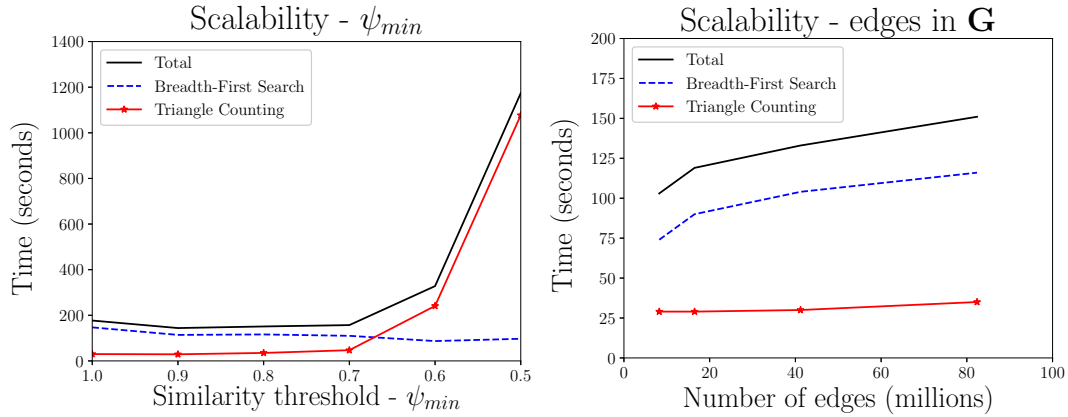 Scalability - ψmin
Time (seconds)
1400
1200
1000
800
600
400
200
0
Total
Breadth-First Search
Triangle Counting
1.0 0.9 0.8 0.7 0.6 0.5
Similarity threshold - ψmin
Scalability - edges in G
Time (seconds)
200
175
150
125
100
75
50
25
0
Total
Breadth-First Search
Triangle Counting
0 20 40 60 80 100
Number of edges (millions)